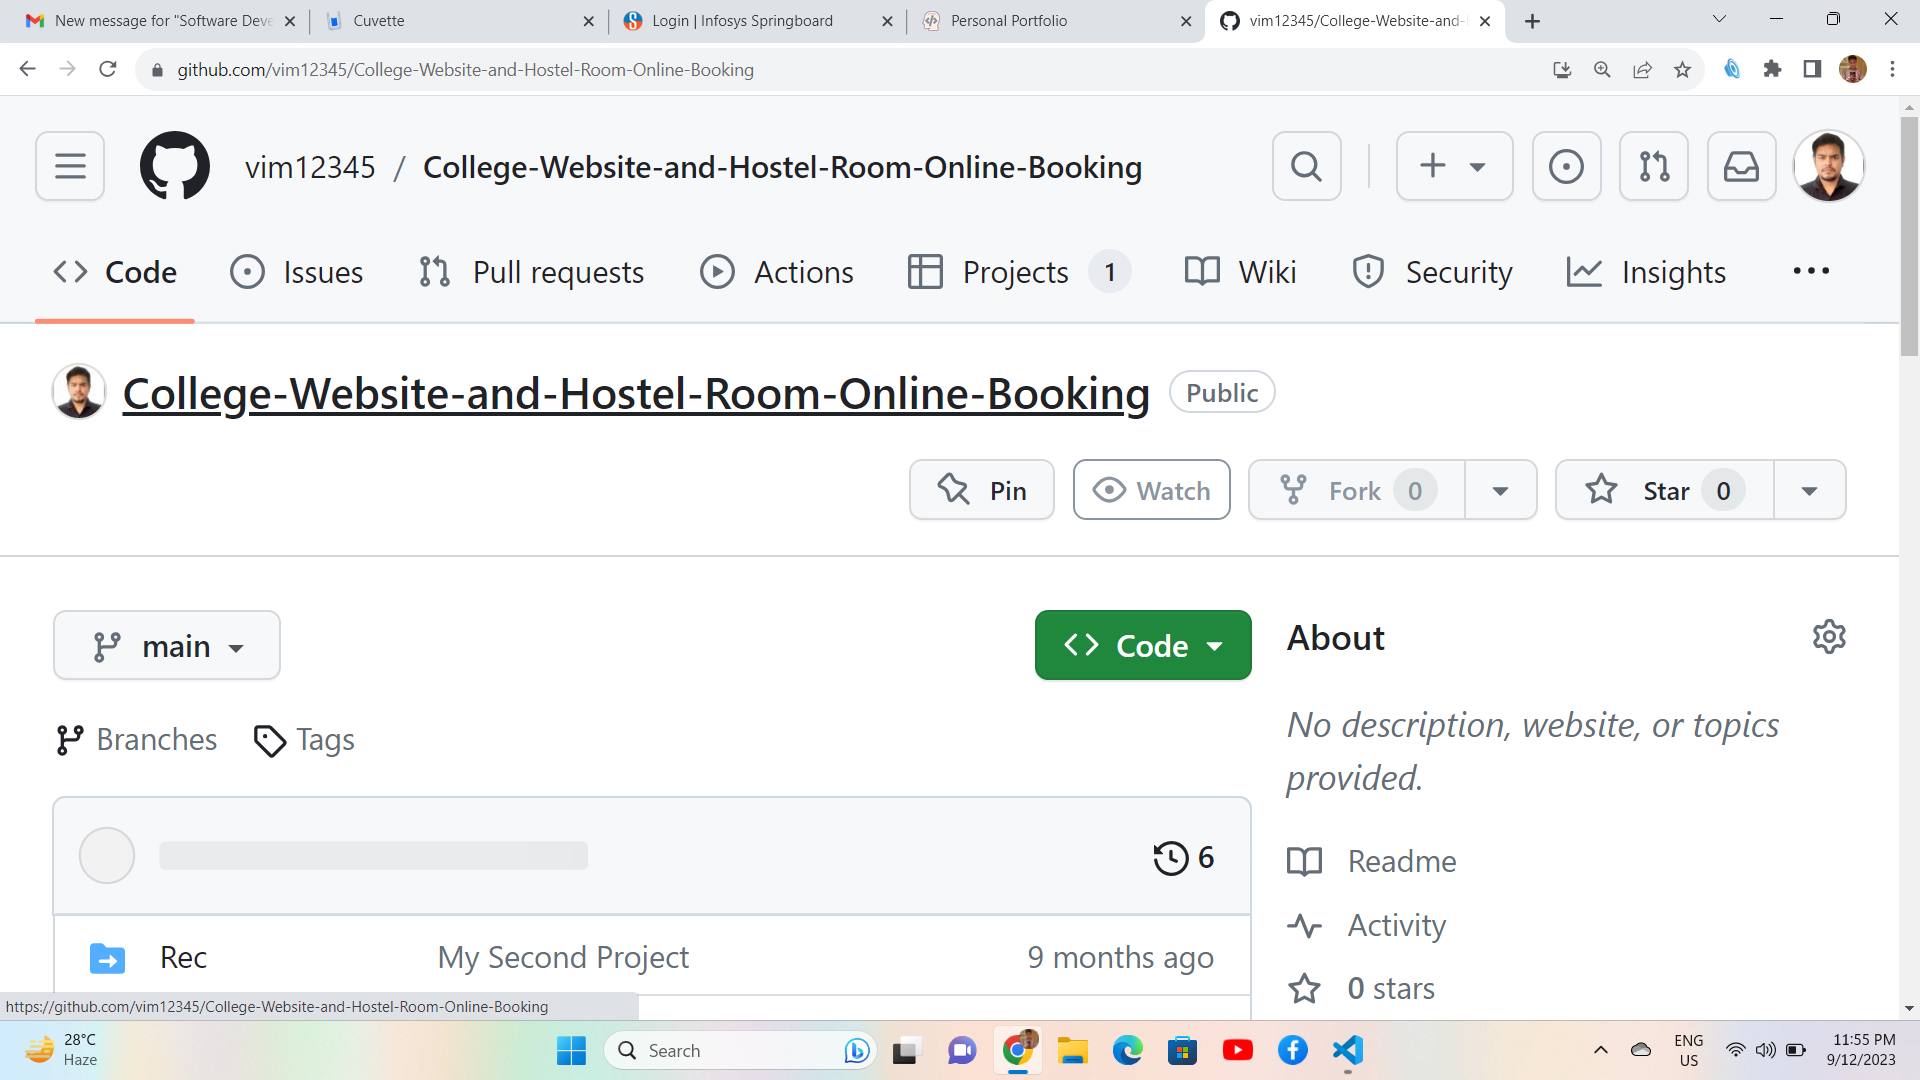 New message for "Software Deve
Cuvette
Login | Infosys Springboard
Personal Portfolio
vim12345/College-Website-and-
github.com/vim12345/College-Website-and-Hostel-Room-Online-Booking
vim12345 / College-Website-and-Hostel-Room-Online-Booking
Code
Issues
Pull requests
Actions
Projects 1
Wiki
Security
Insights
College-Website-and-Hostel-Room-Online-Booking Public
Pin
Watch
Fork 0
Star 0
main
Code
About
Branches
Tags
No description, website, or topics
provided.
6
Readme
Activity
0 stars
Rec My Second Project 9 months ago
https://github.com/vim12345/College-Website-and-Hostel-Room-Online-Booking
28°C
Haze
Search
ENG
US
11:55 PM
9/12/2023